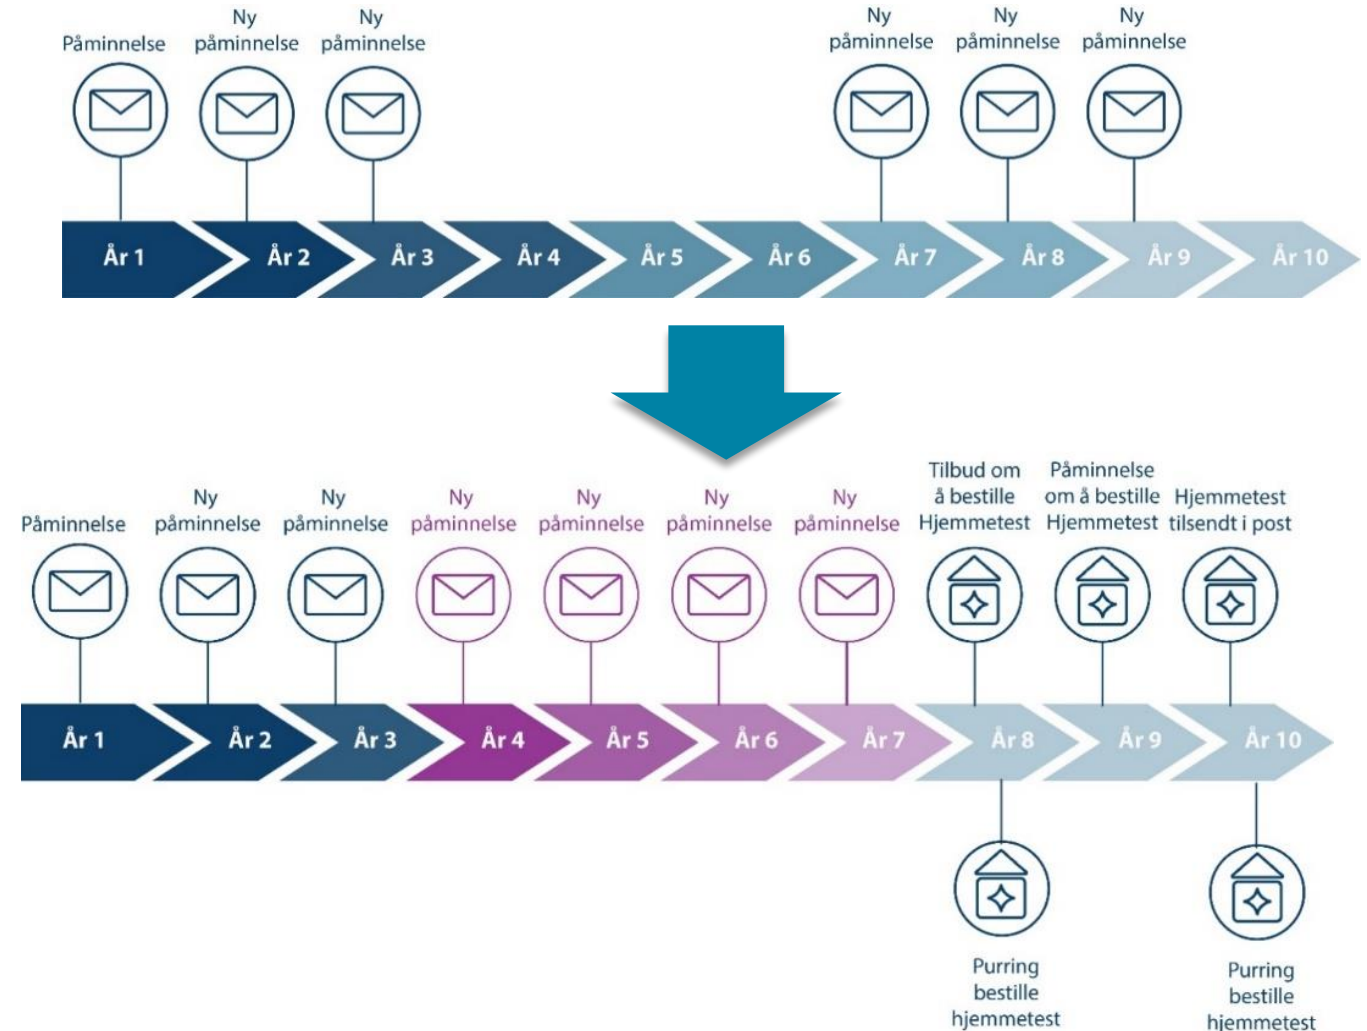 Påminnelse
Ny
påminnelse
Ny
påminnelse
Ny
påminnelse
Ny
påminnelse
Ny
påminnelse
År 1
År 2
År 3
År 4
År 5
År 6
År 7
År 8
År 9
År 10
Påminnelse
Ny
påminnelse
Ny
påminnelse
Ny
påminnelse
Ny
påminnelse
Ny
påminnelse
Ny
påminnelse
Tilbud om
å bestille
Hjemmetest
Påminnelse
om å bestille
Hjemmetest
Hjemmetest
tilsendt i post
År 1
År 2
År 3
År 4
År 5
År 6
År 7
År 8
År 9
År 10
Purring
bestille
hjemmetest
Purring
bestille
hjemmetest